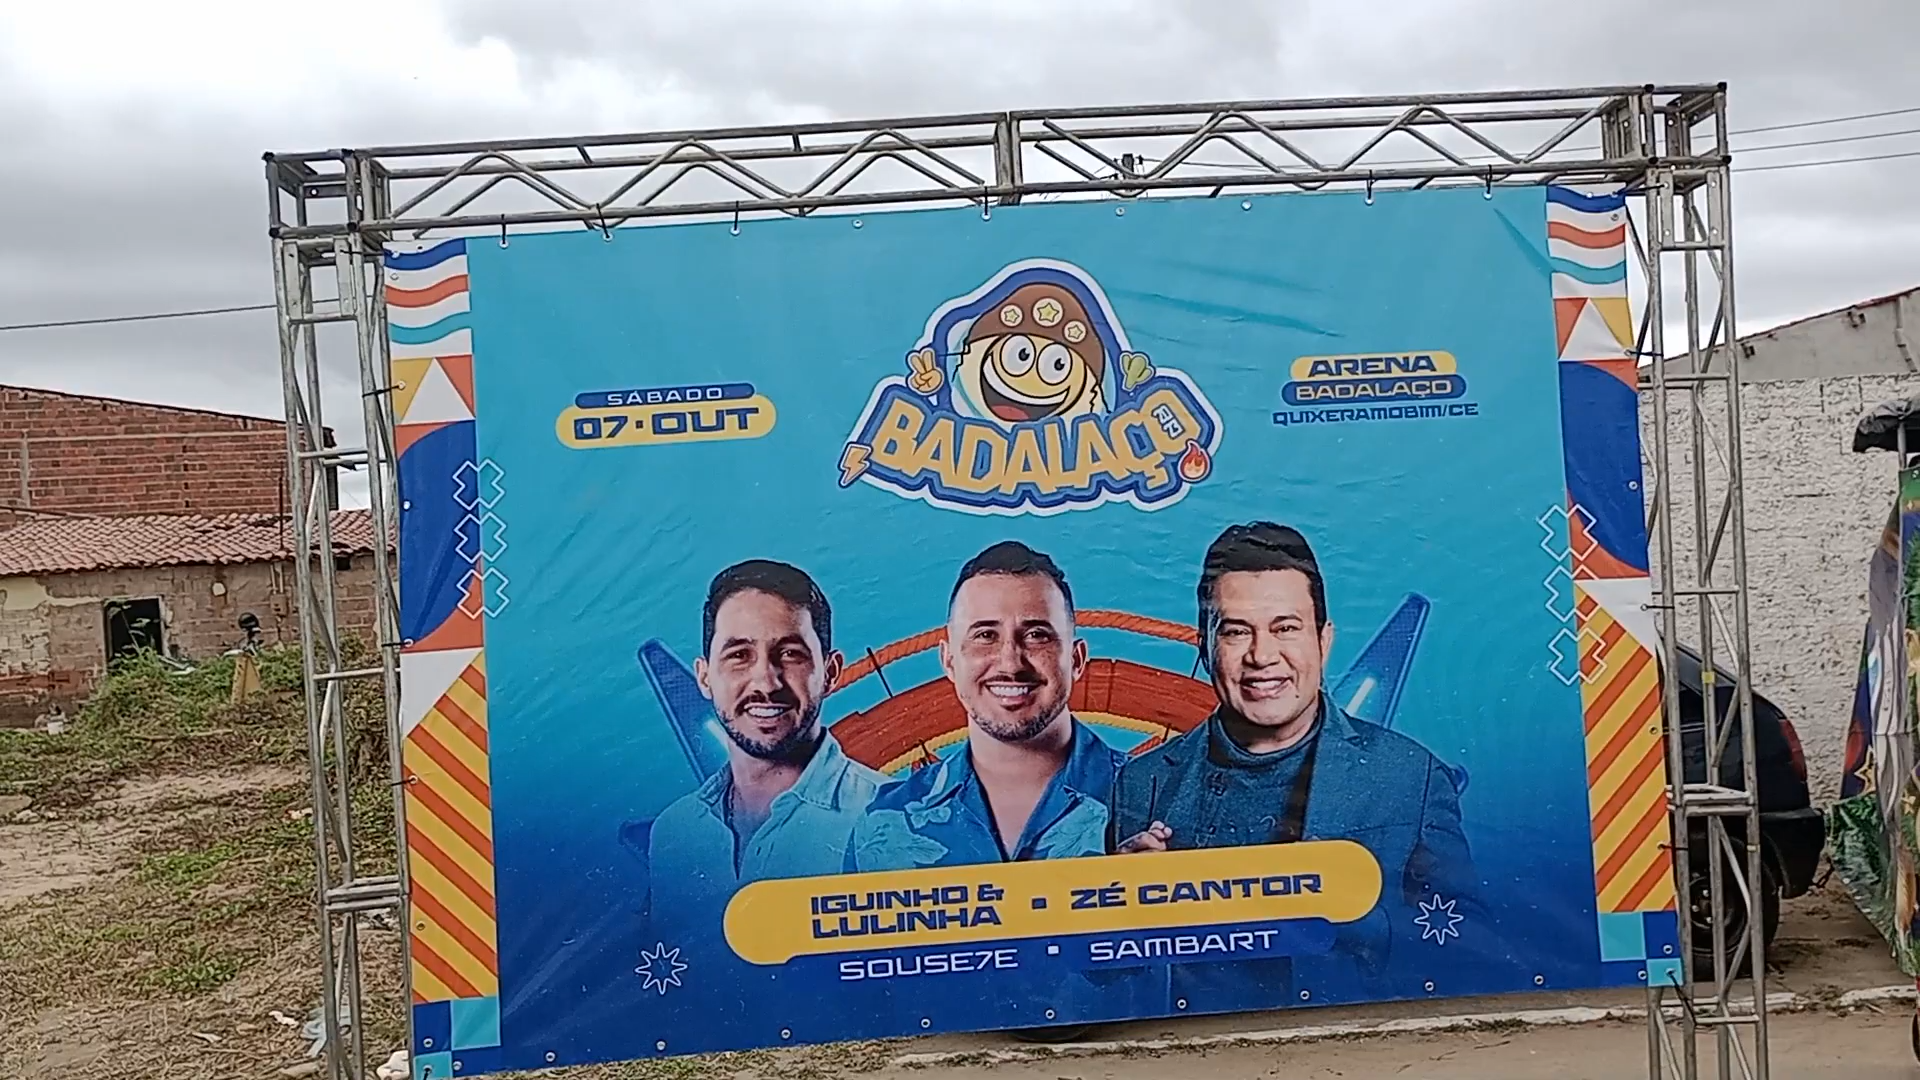 SÁBADO
07·OUT
BADALAÇO
ARENA
BADALAÇO
QUIXERAMOBIM/CE
IGUINHO &
LULINHA
· ZÉ CANTOR
SOUSE7E · SAMBART